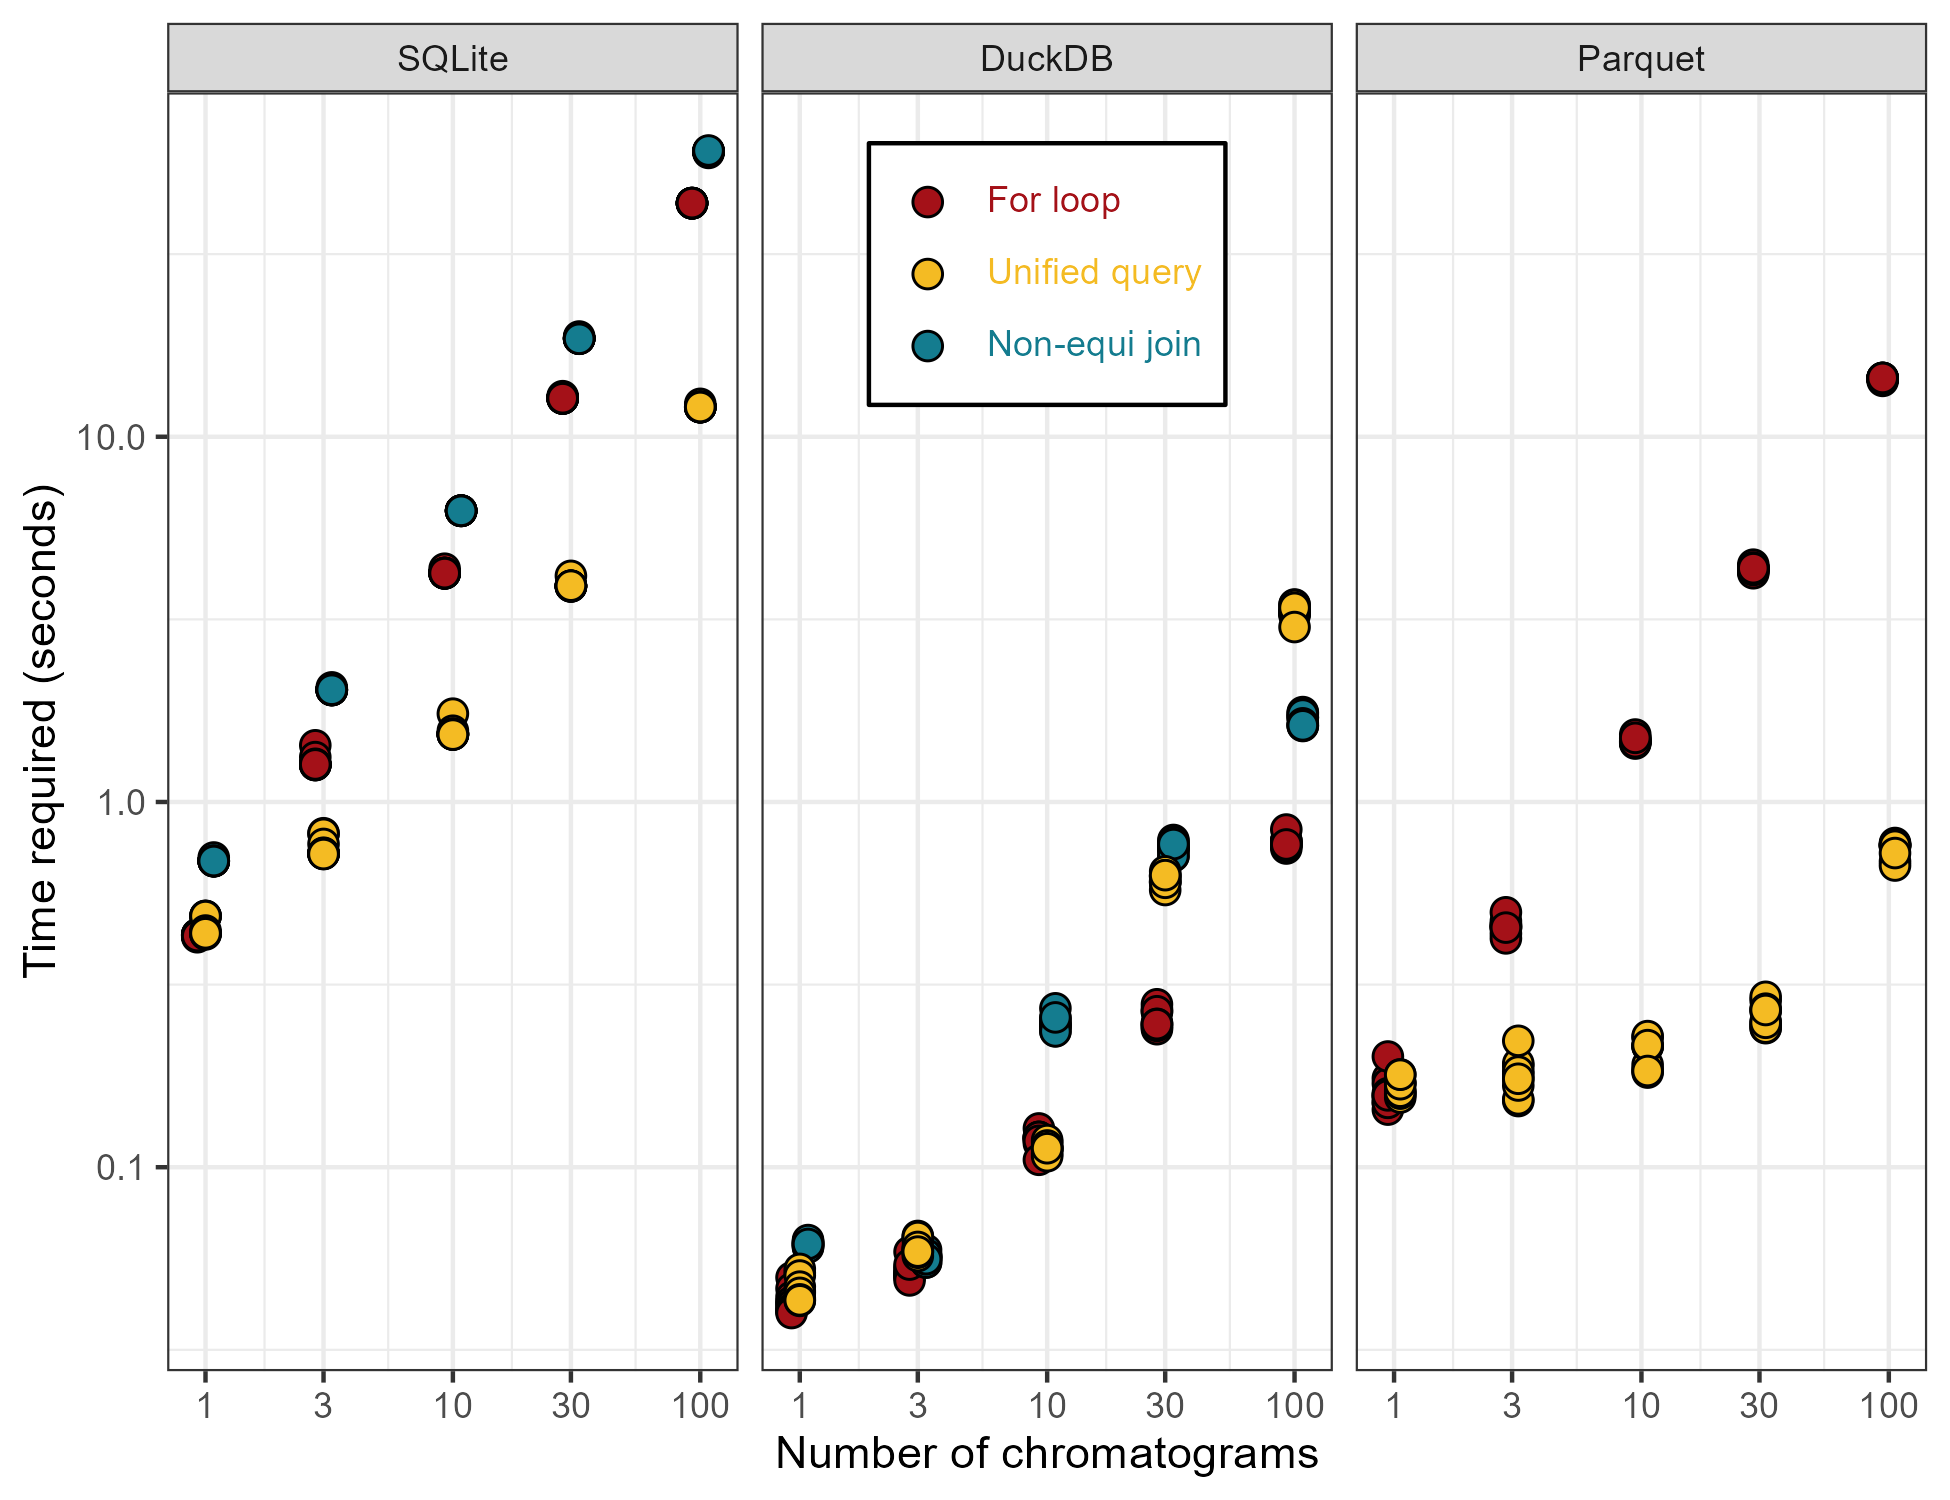 SQLite
DuckDB
Parquet
For loop
Unified query
Non-equi join
Time required (seconds)
10.0
1.0
0.1
1 3 10 30 100
1 3 10 30 100
1 3 10 30 100
Number of chromatograms